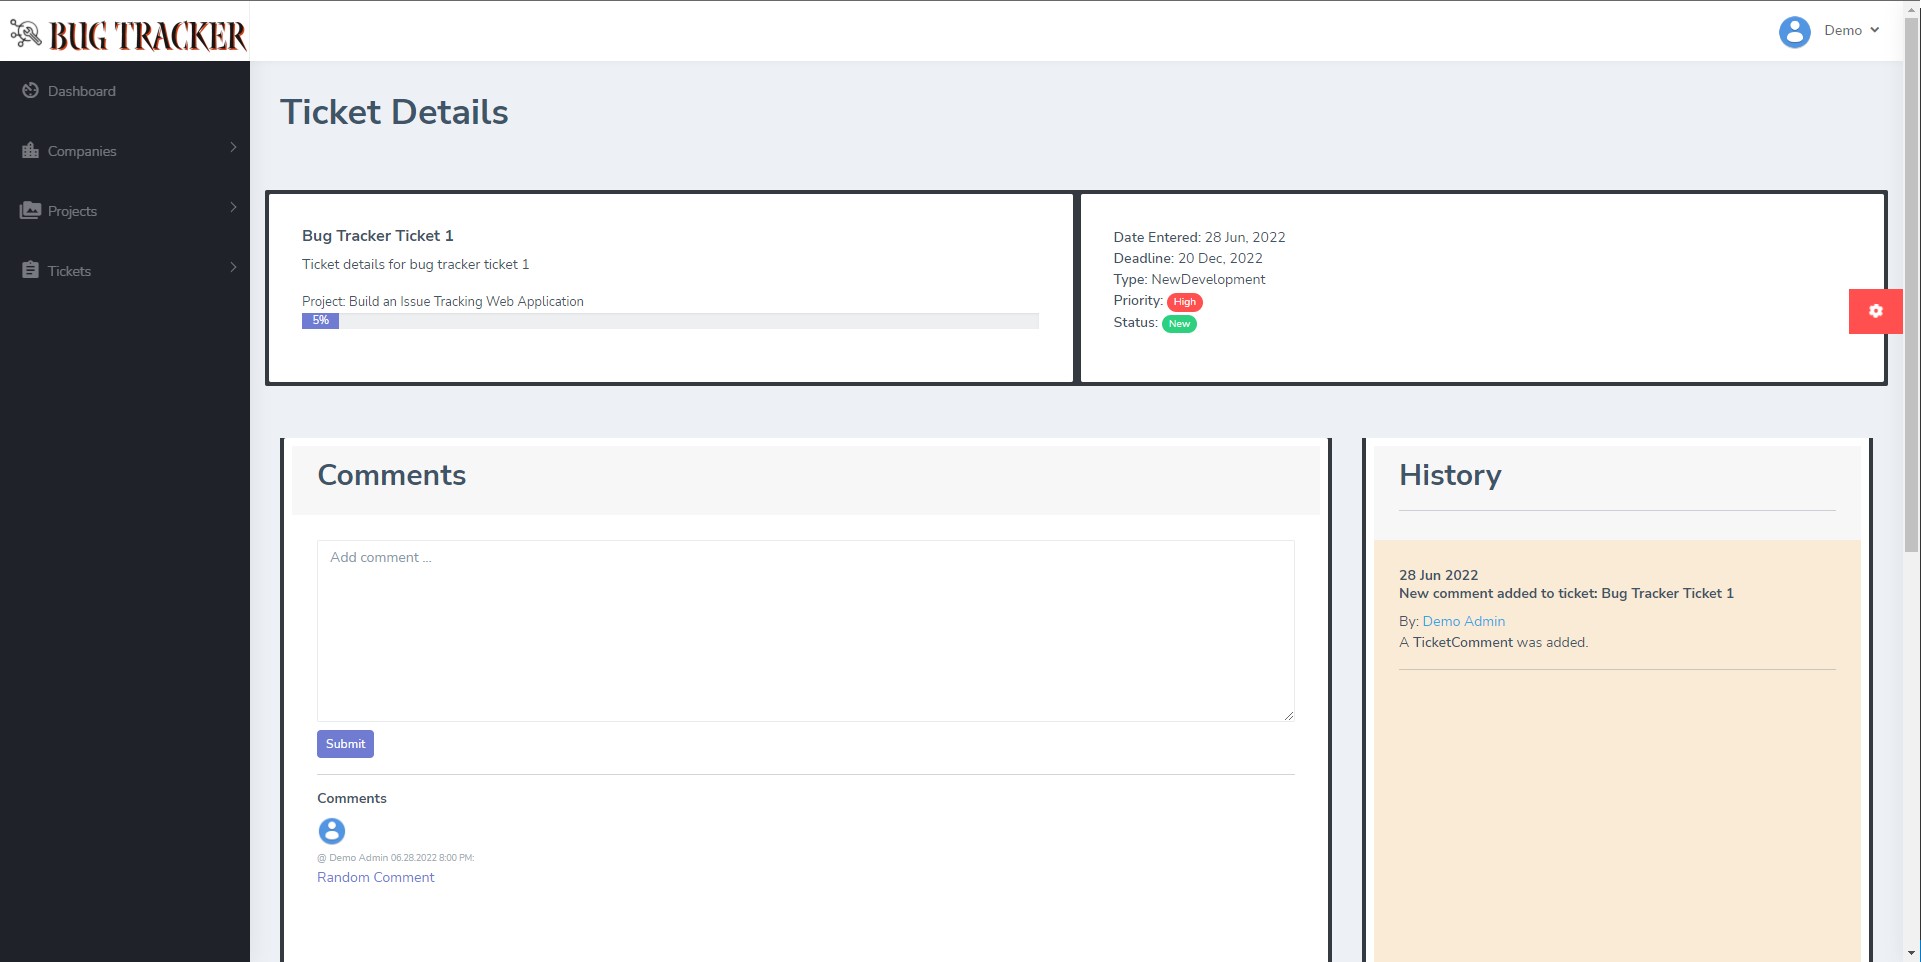 BUG TRACKER
Demo
Dashboard
Companies
Projects
Tickets
Ticket Details
Bug Tracker Ticket 1
Ticket details for bug tracker ticket 1
Project: Build an Issue Tracking Web Application
5%
Date Entered: 28 Jun, 2022
Deadline: 20 Dec, 2022
Type: NewDevelopment
Priority: High
Status: New
Comments
Add comment ...
Submit
Comments
@ Demo Admin 06.28.2022 8:00 PM:
Random Comment
History
28 Jun 2022
New comment added to ticket: Bug Tracker Ticket 1
By: Demo Admin
A TicketComment was added.